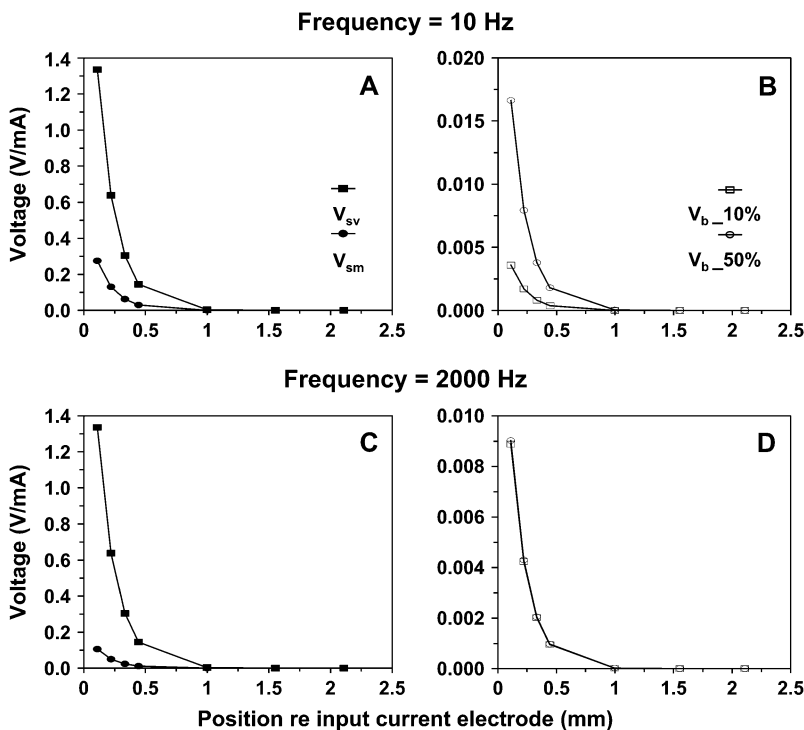 Frequency = 10 Hz
Voltage (V/mA)
1.4
1.2
1.0
0.8
0.6
0.4
0.2
0.0
A
Vsv
Vsm
0 0.5 1 1.5 2 2.5
0.020
0.015
0.010
0.005
0.000
B
Vb_10%
Vb_50%
0 0.5 1 1.5 2 2.5
Frequency = 2000 Hz
Voltage (V/mA)
1.4
1.2
1.0
0.8
0.6
0.4
0.2
0.0
C
0 0.5 1 1.5 2 2.5
0.010
0.008
0.006
0.004
0.002
0.000
D
0 0.5 1 1.5 2 2.5
Position re input current electrode (mm)